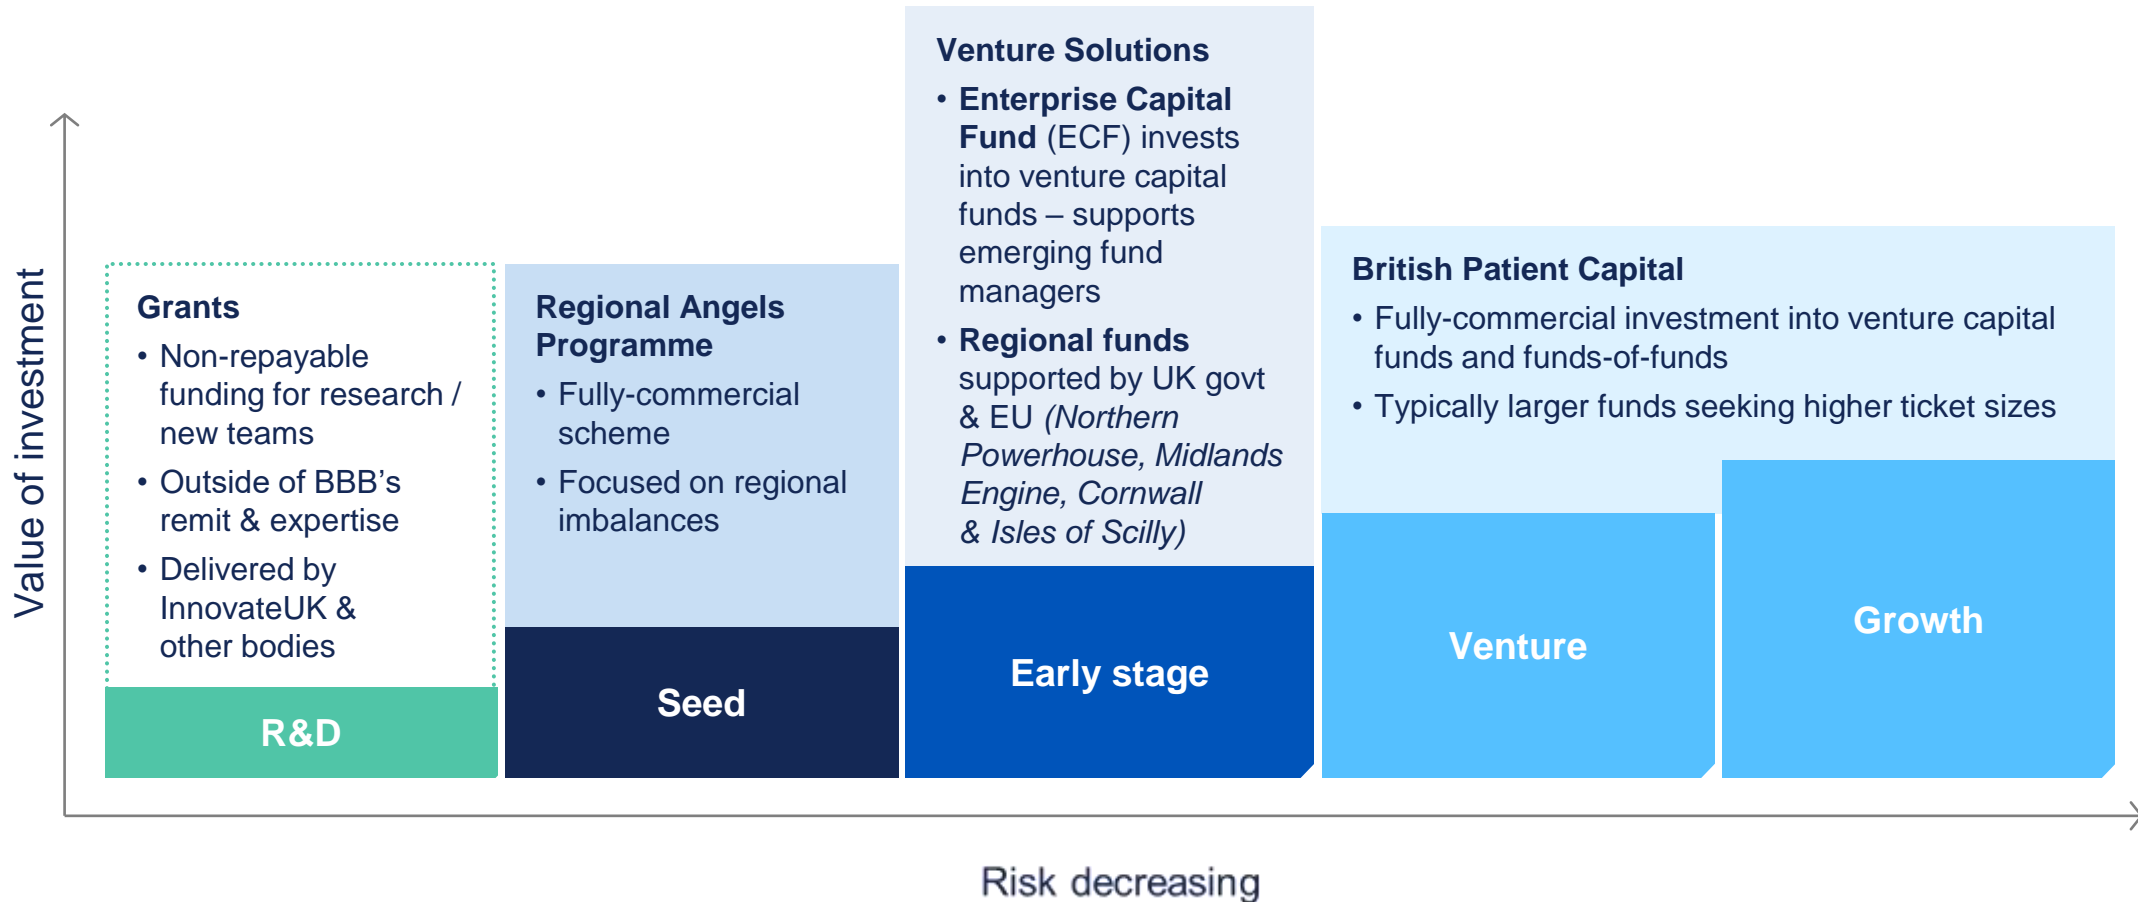 Value of investment
Grants
• Non-repayable
funding for research /
new teams
• Outside of BBB’s
remit & expertise
• Delivered by
InnovateUK &
other bodies
R&D
Regional Angels
Programme
• Fully-commercial
scheme
• Focused on regional
imbalances
Seed
Venture Solutions
• Enterprise Capital
Fund (ECF) invests
into venture capital
funds – supports
emerging fund
managers
• Regional funds
supported by UK govt
& EU (Northern
Powerhouse, Midlands
Engine, Cornwall
& Isles of Scilly)
Early stage
British Patient Capital
• Fully-commercial investment into venture capital
funds and funds-of-funds
• Typically larger funds seeking higher ticket sizes
Venture
Growth
Risk decreasing